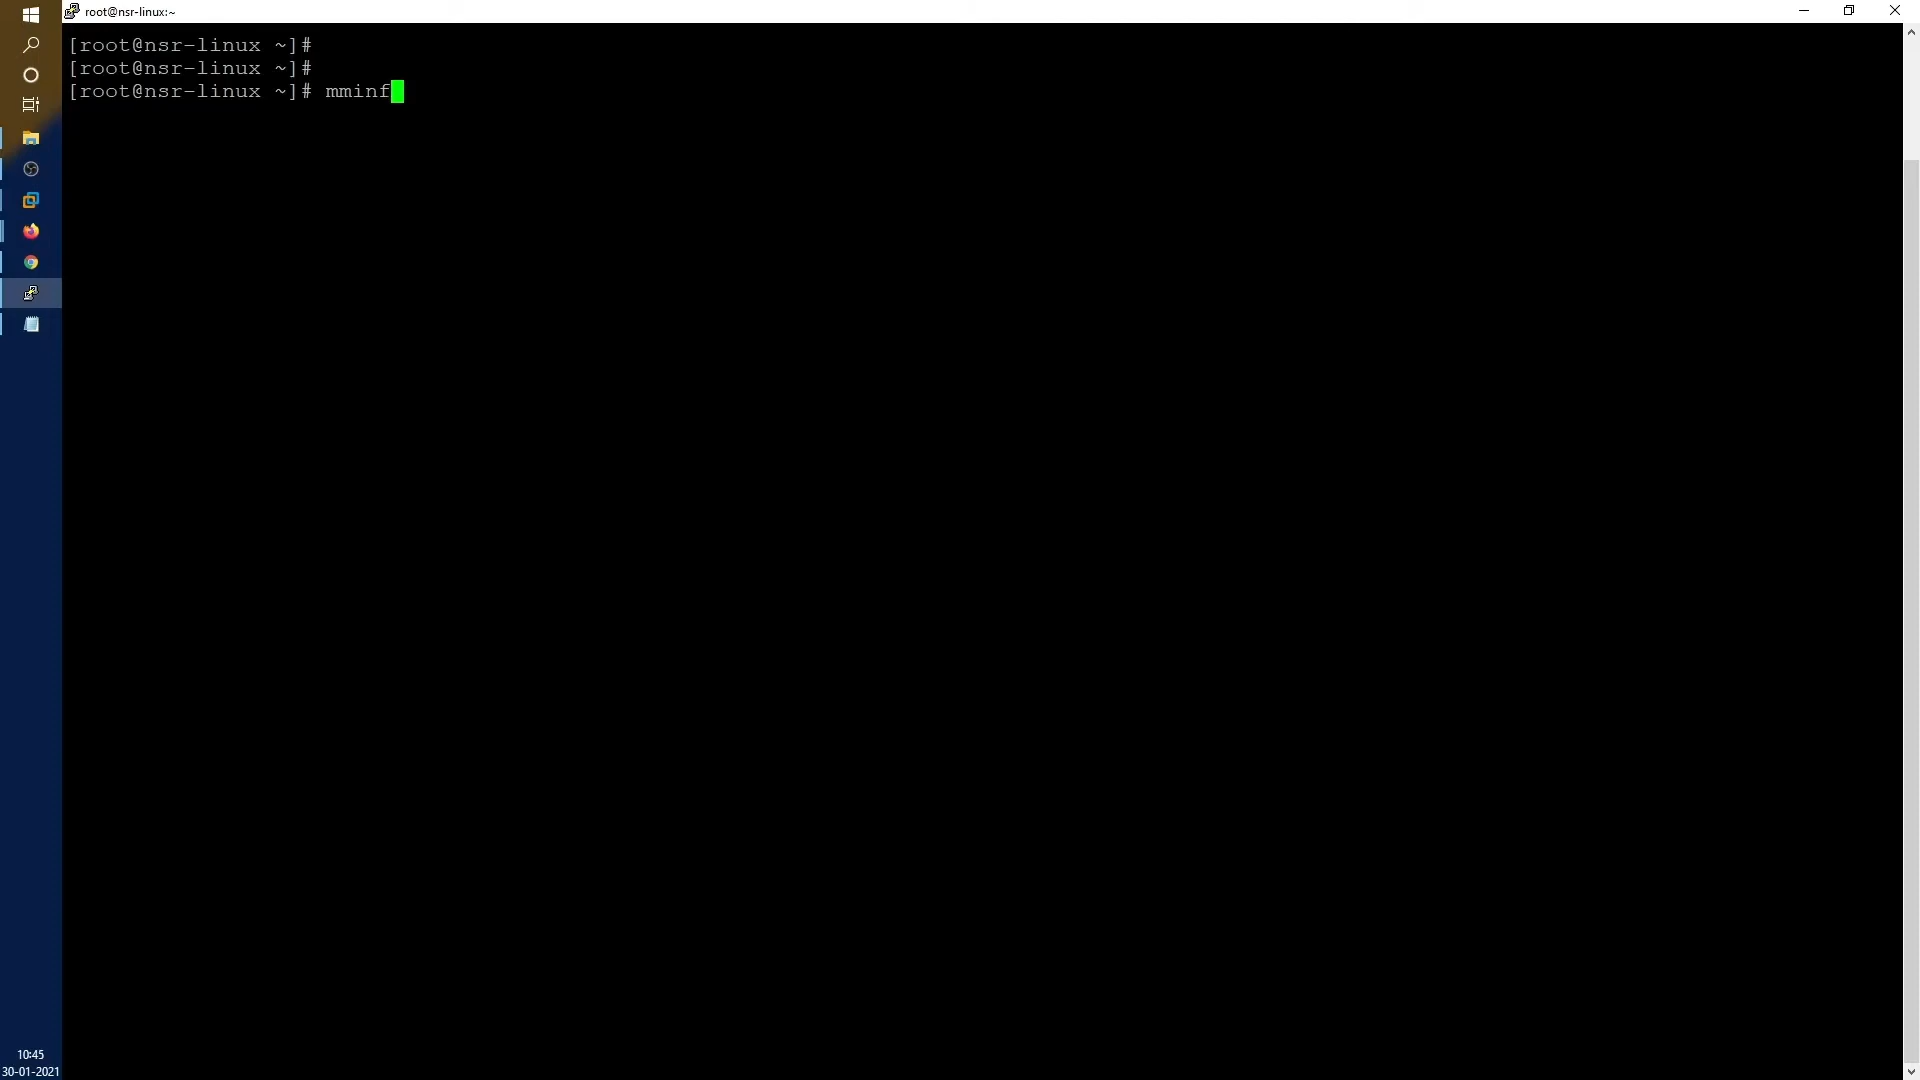 root@nsr-linux:~
[root@nsr-linux ~]#
[root@nsr-linux ~]#
[root@nsr-linux ~]# mminf
10:45
30-01-2021